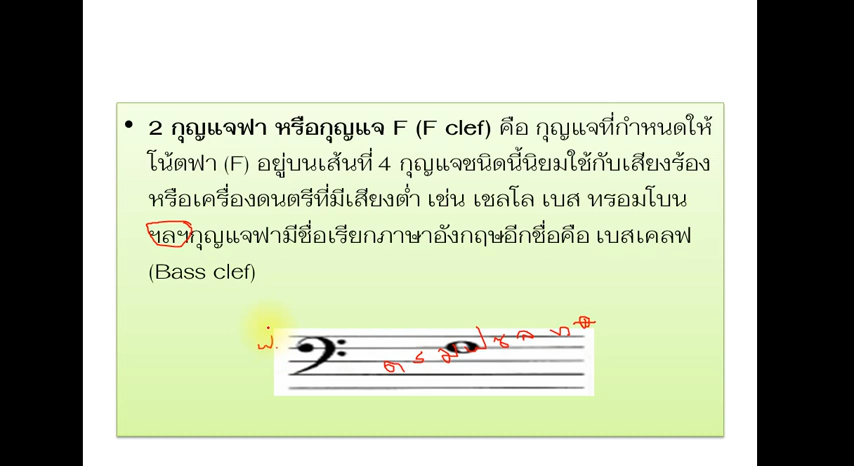 • 2 กุญแจฟา หรือกุญแจ F (F clef) คือ กุญแจที่กำหนดให้
โน้ตฟา (F) อยู่บนเส้นที่ 4 กุญแจชนิดนี้นิยมใช้กับเสียงร้อง
หรือเครื่องดนตรีที่มีเสียงต่ำ เช่น เชลโล เบส ทรอมโบน
ฯลฯกุญแจฟามีชื่อเรียกภาษาอังกฤษอีกชื่อคือ เบสเคลฟ
(Bass clef)